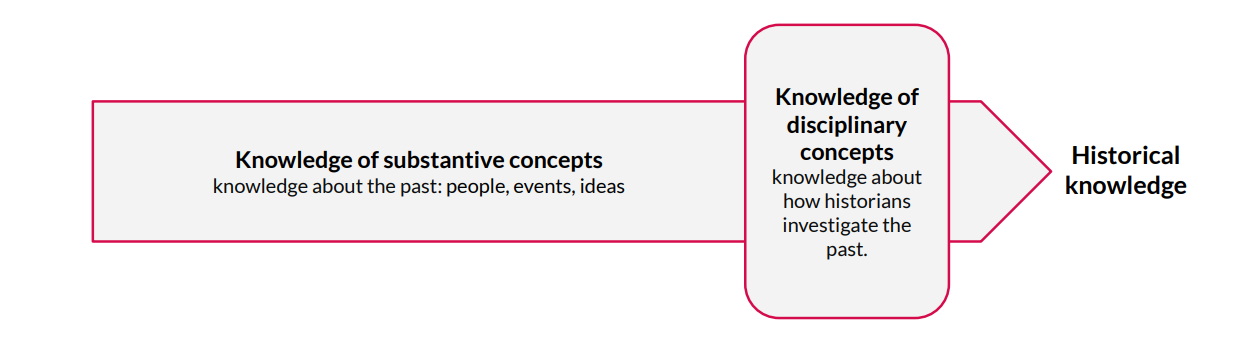 Knowledge of substantive concepts
knowledge about the past: people, events, ideas
Knowledge of
disciplinary
concepts
knowledge about
how historians
investigate the
past.
Historical
knowledge